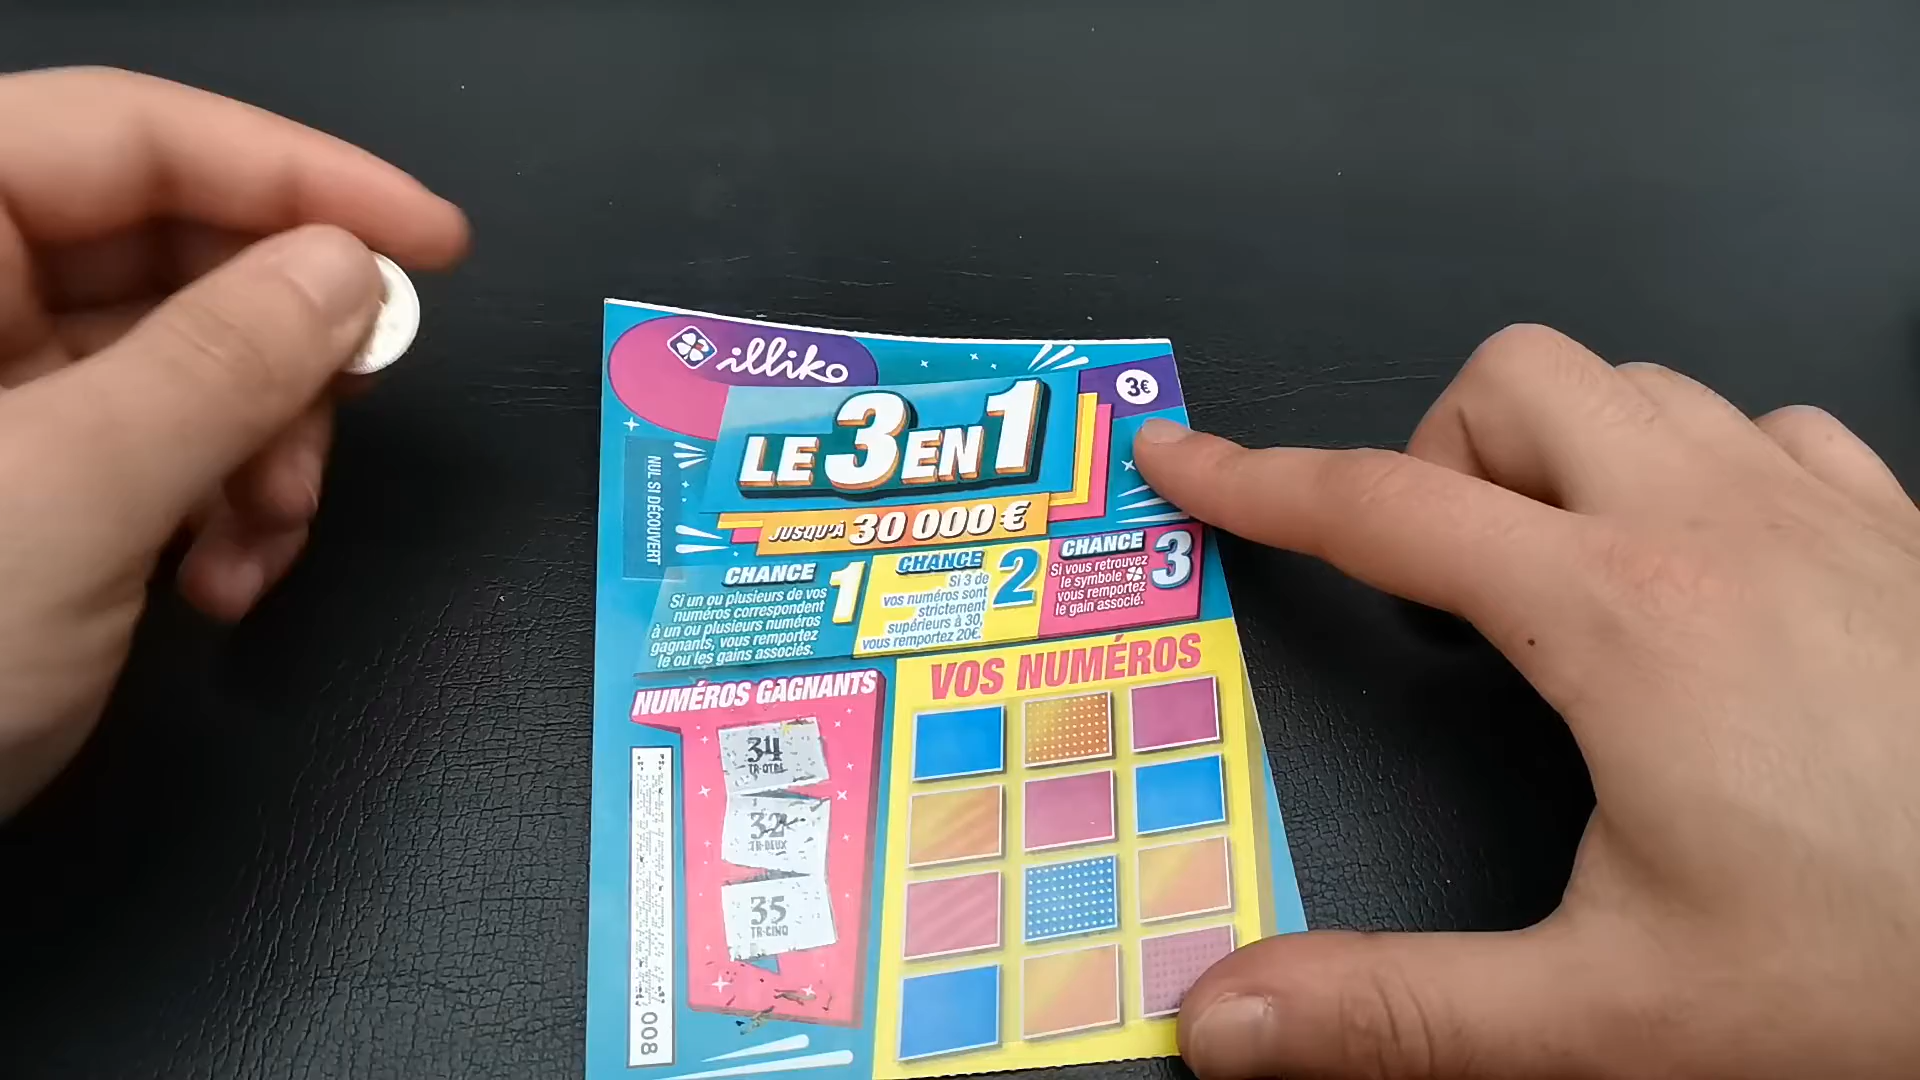 illiko
3€
LE 3 EN 1
JUSQU'À 30 000 €
NUL SI DÉCOUVERT
CHANCE 1
Si un ou plusieurs de vos
numéros correspondent
à un ou plusieurs numéros
gagnants, vous remportez
le ou les gains associés.
CHANCE 2
Si 3 de
vos numéros sont
strictement
supérieurs à 30,
vous remportez 20€.
CHANCE 3
Si vous retrouvez
le symbole ,
vous remportez
le gain associé.
NUMÉROS GAGNANTS
34
TR-QTRE
32
TR-DEUX
35
TR-CINQ
VOS NUMÉROS
008